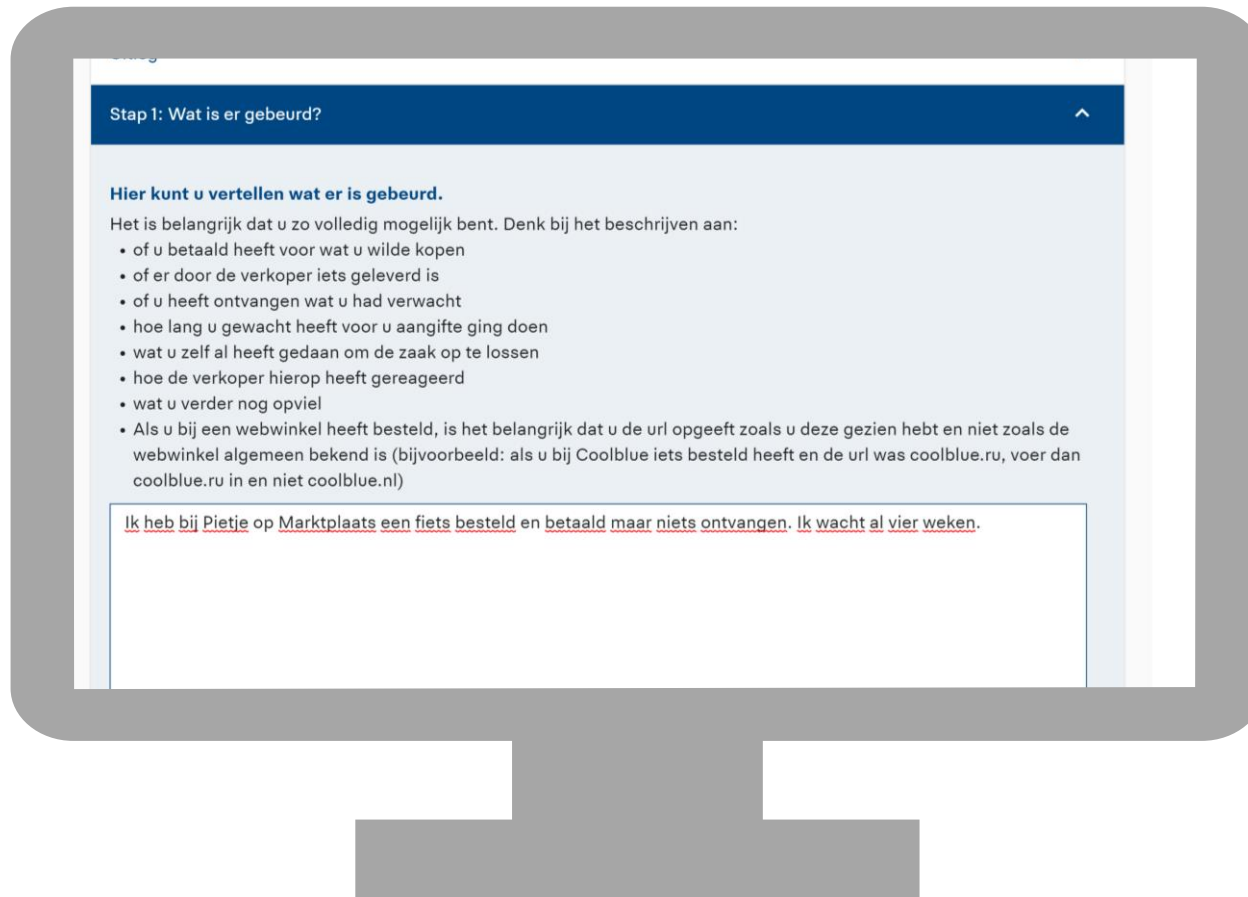 Stap 1: Wat is er gebeurd?
Hier kunt u vertellen wat er is gebeurd.
Het is belangrijk dat u zo volledig mogelijk bent. Denk bij het beschrijven aan:
• of u betaald heeft voor wat u wilde kopen
• of er door de verkoper iets geleverd is
• of u heeft ontvangen wat u had verwacht
• hoe lang u gewacht heeft voor u aangifte ging doen
• wat u zelf al heeft gedaan om de zaak op te lossen
• hoe de verkoper hierop heeft gereageerd
• wat u verder nog opviel
• Als u bij een webwinkel heeft besteld, is het belangrijk dat u de url opgeeft zoals u deze gezien hebt en niet zoals de
webwinkel algemeen bekend is (bijvoorbeeld: als u bij Coolblue iets besteld heeft en de url was coolblue.ru, voer dan
coolblue.ru in en niet coolblue.nl)
Ik heb bij Pietje op Marktplaats een fiets besteld en betaald maar niets ontvangen. Ik wacht al vier weken.